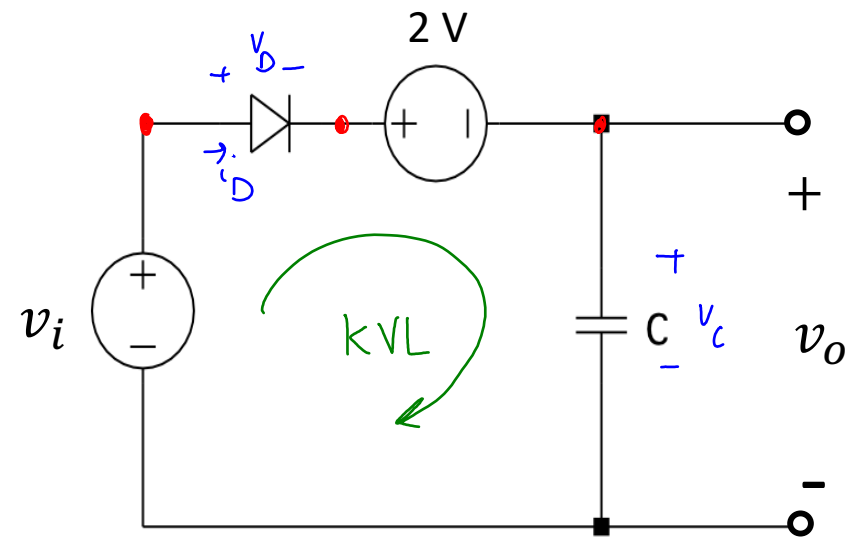 2 V
+ V_D −
+ −
→ i_D
+
+
+
v_i
KVL
C
v_C
v_o
−
−
−